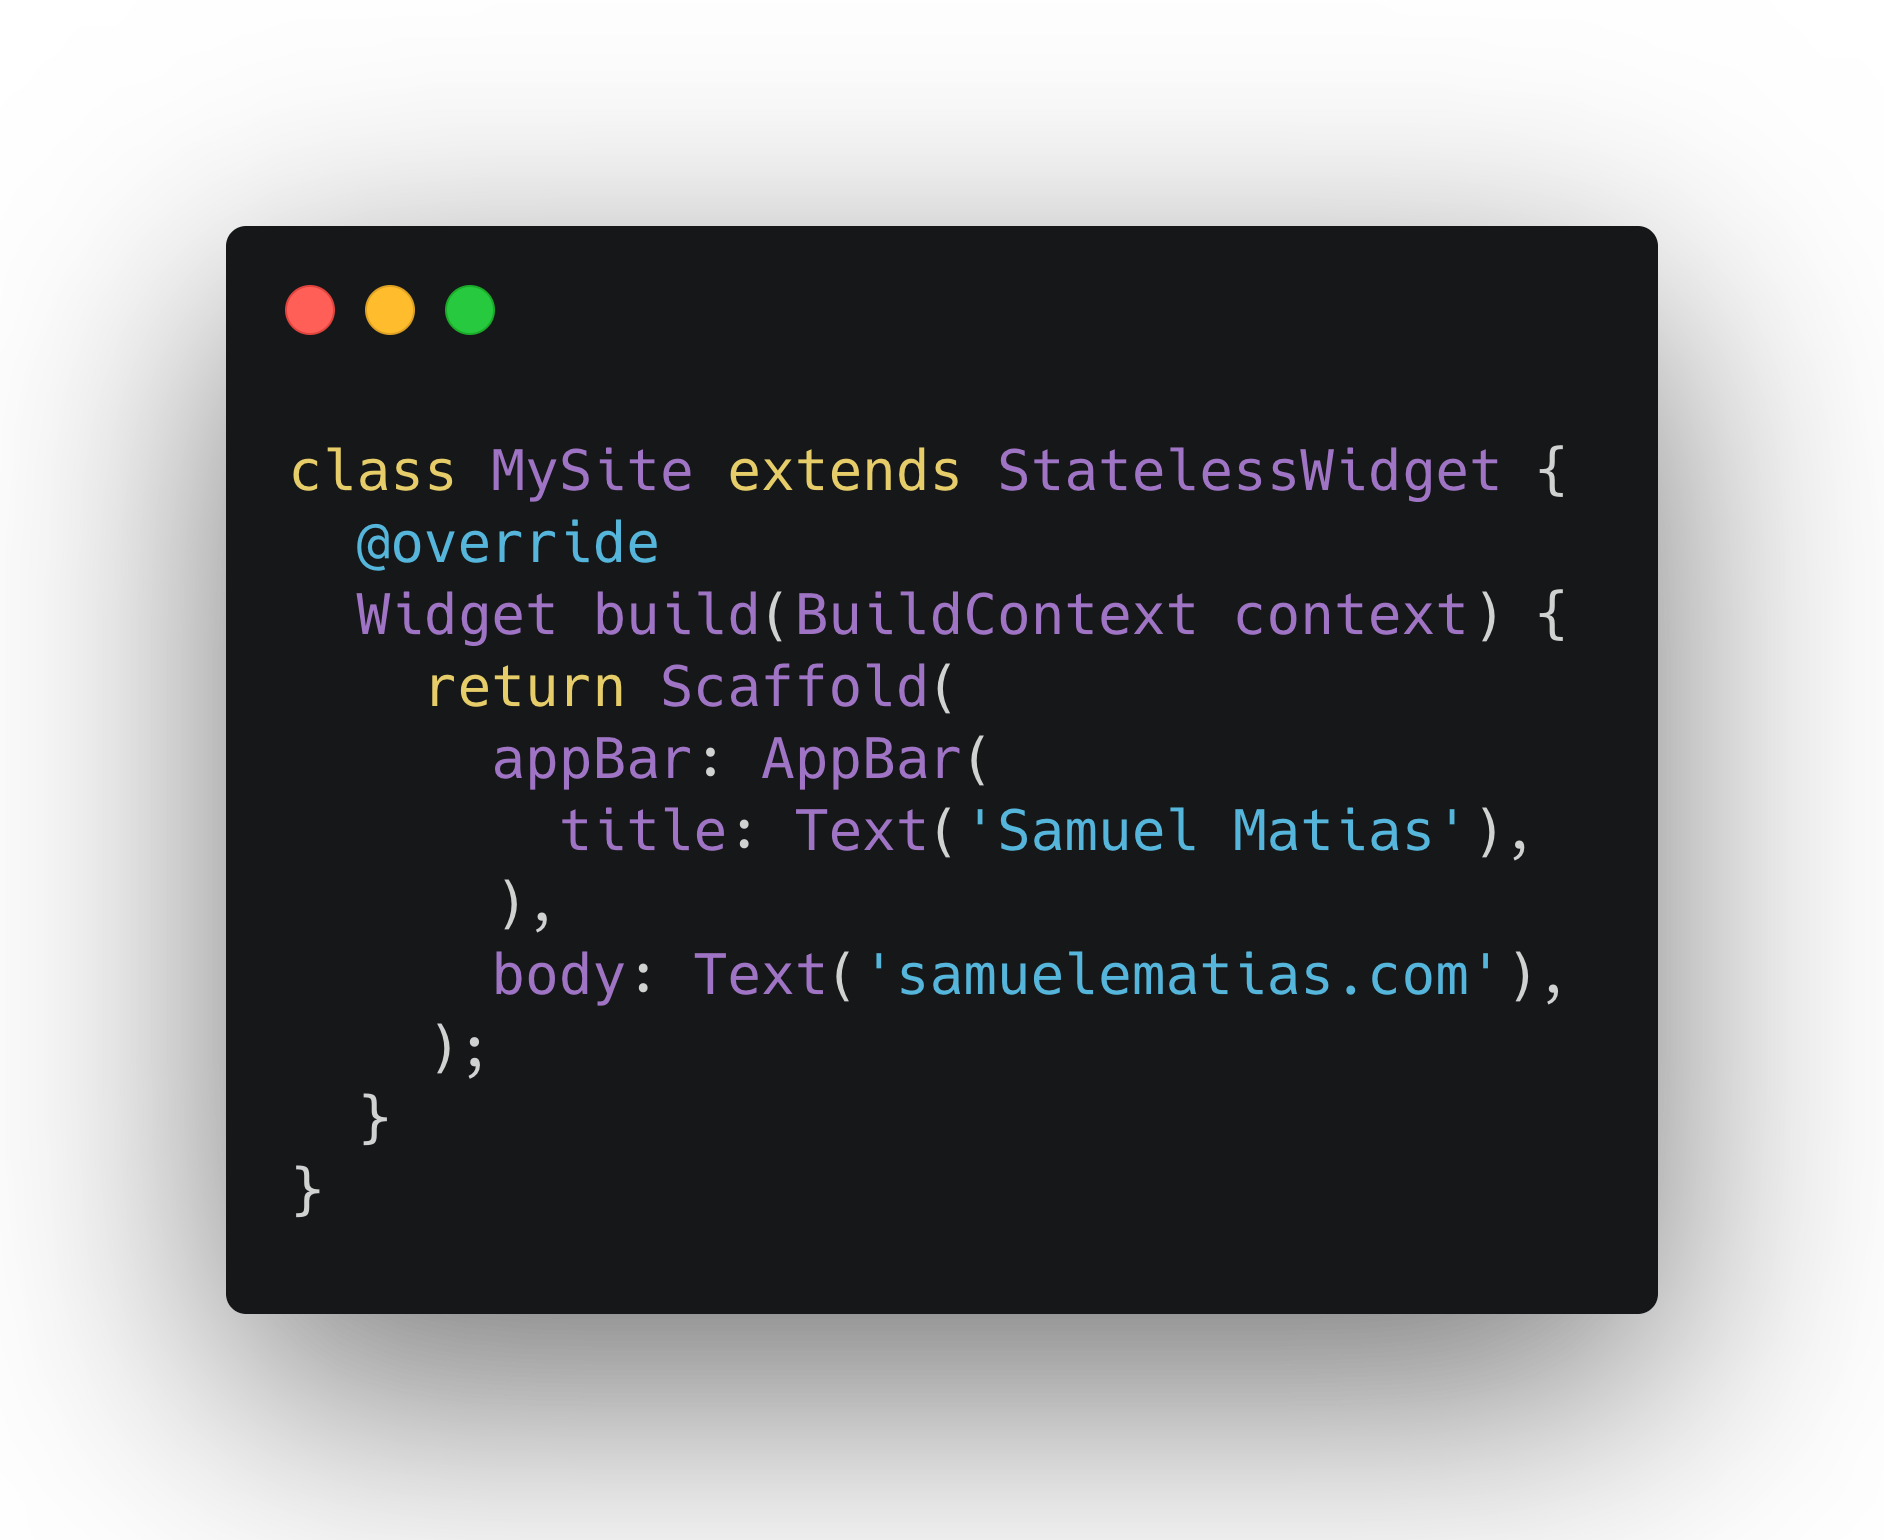 class MySite extends StatelessWidget {
  @override
  Widget build(BuildContext context) {
    return Scaffold(
      appBar: AppBar(
        title: Text('Samuel Matias'),
      ),
      body: Text('samuelematias.com'),
    );
  }
}